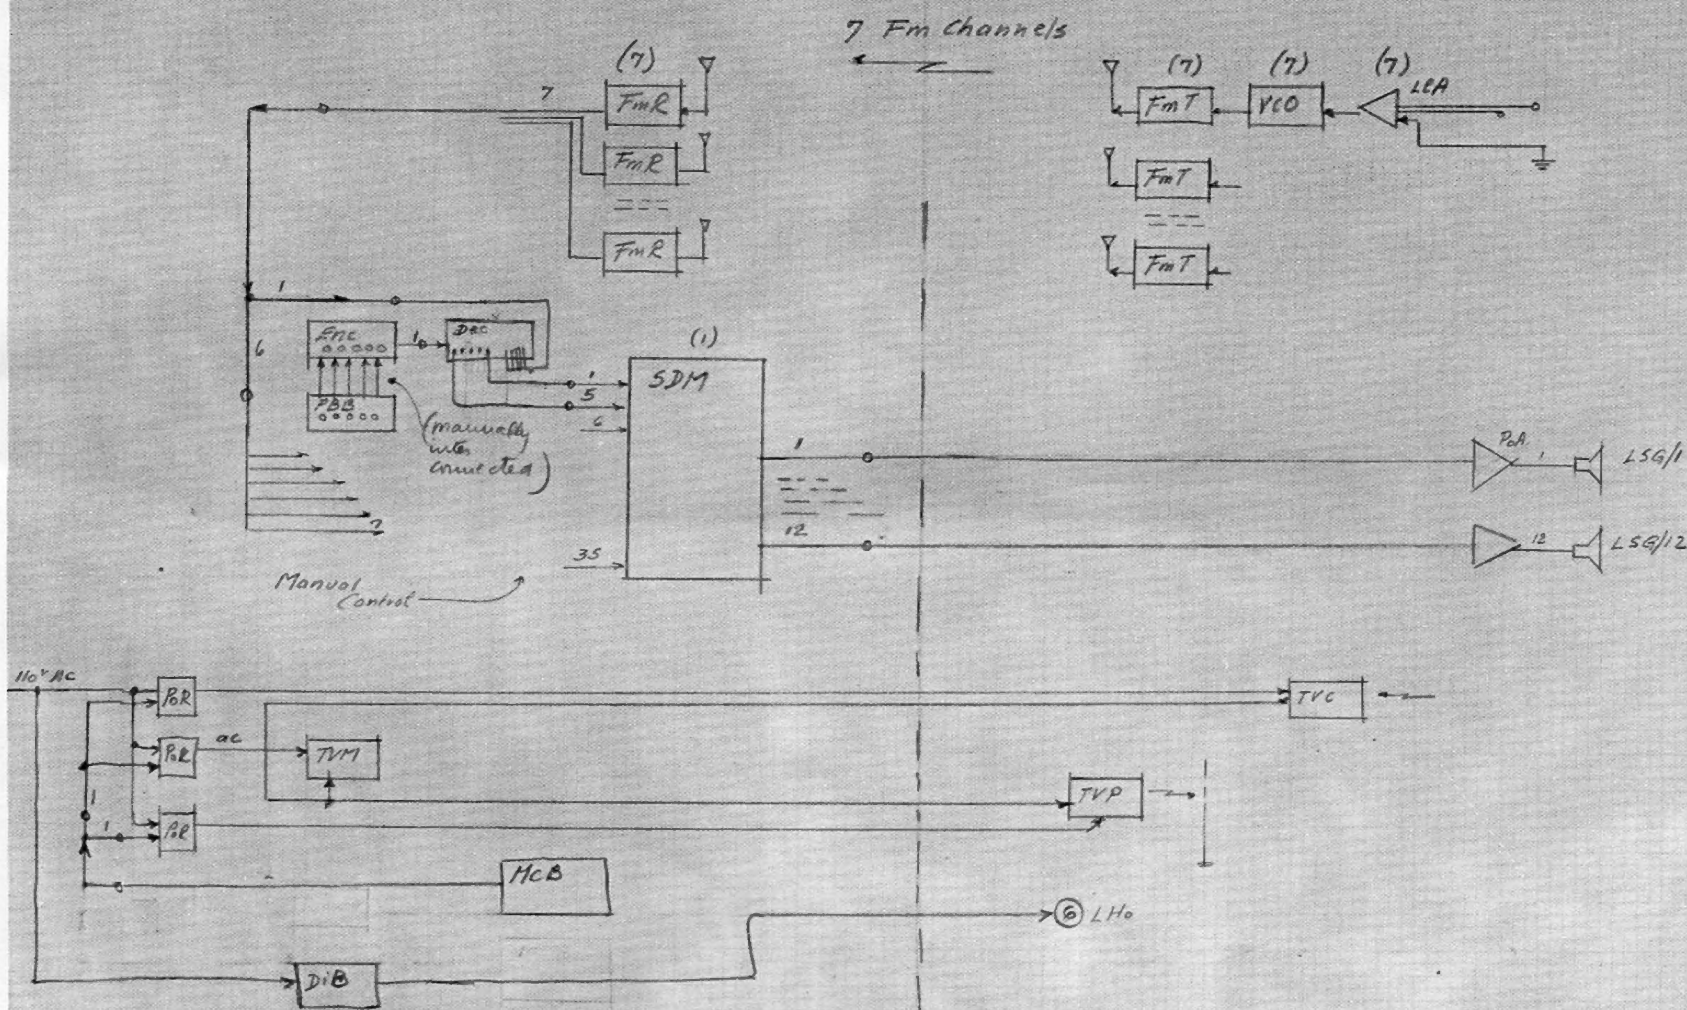 7 Fm Channels
(7)
(7)
(7)
(7)
7
FmR
FmT
VCO
FmR
FmT
FmR
FmT
1
Enc
1
Dec
6
(1)
SDM
PBB
1
5
6
(manually
inter
connected)
1
PoA
1
LSG/1
7
12
12
LSG/12
35
Manual
Control
110V AC
PoR
TVC
PoR
ac
TVM
TVP
1
1
PoR
McB
6 LHo
DiB